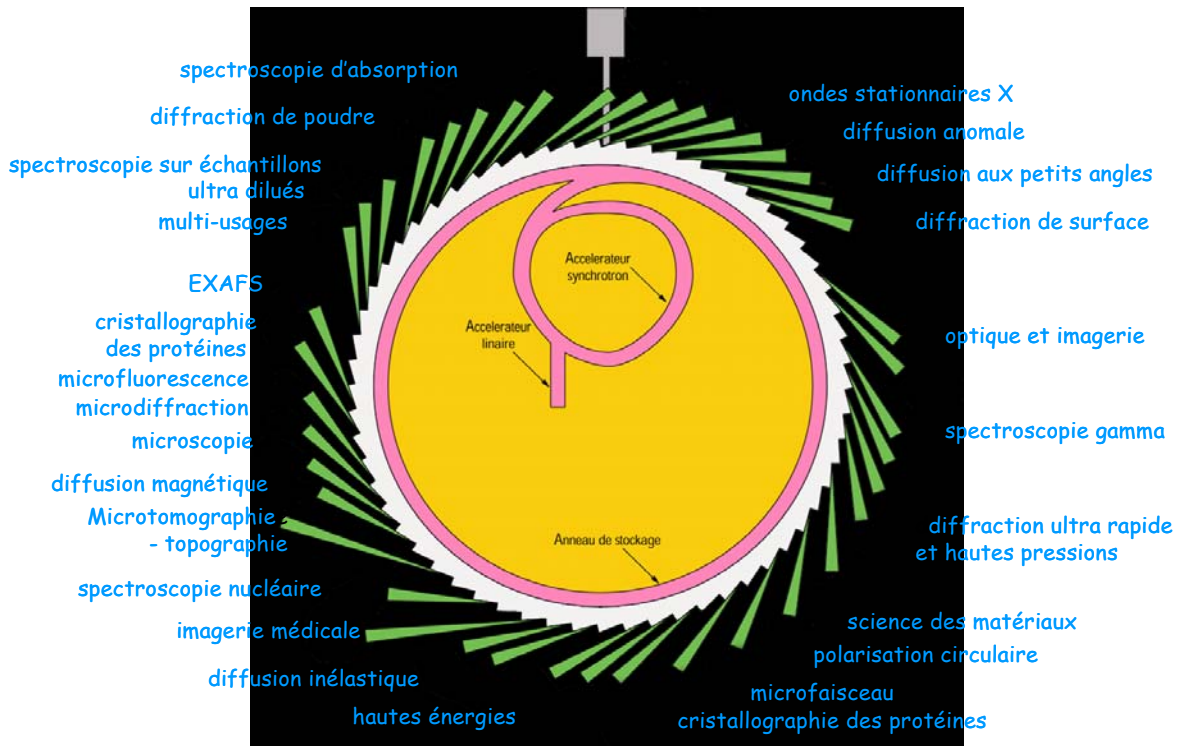 spectroscopie d'absorption
diffraction de poudre
spectroscopie sur échantillons
ultra dilués
multi-usages
EXAFS
cristallographie
des protéines
microfluorescence
microdiffraction
microscopie
diffusion magnétique
Microtomographie
- topographie
spectroscopie nucléaire
imagerie médicale
diffusion inélastique
hautes énergies
Accelerateur
synchrotron
Accelerateur
linaire
Anneau de stockage
ondes stationnaires X
diffusion anomale
diffusion aux petits angles
diffraction de surface
optique et imagerie
spectroscopie gamma
diffraction ultra rapide
et hautes pressions
science des matériaux
polarisation circulaire
microfaisceau
cristallographie des protéines